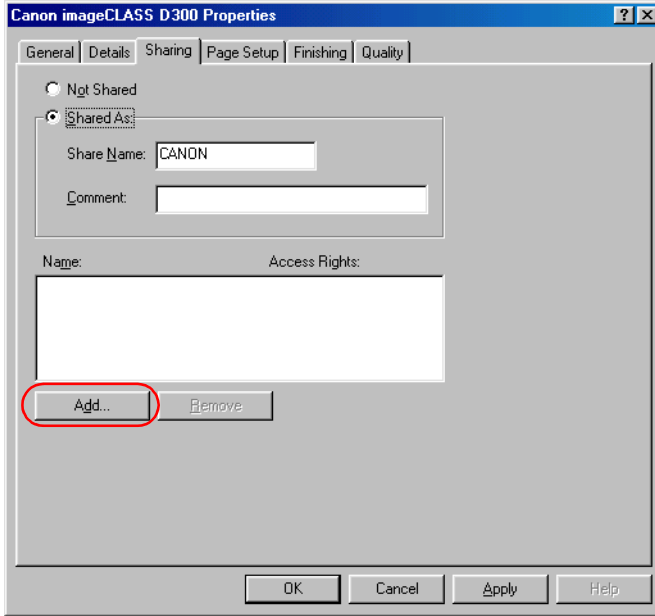 Canon imageCLASS D300 Properties
General Details Sharing Page Setup Finishing Quality
Not Shared
Shared As:
Share Name: CANON
Comment:
Name: Access Rights:
Add... Remove
OK Cancel Apply Help